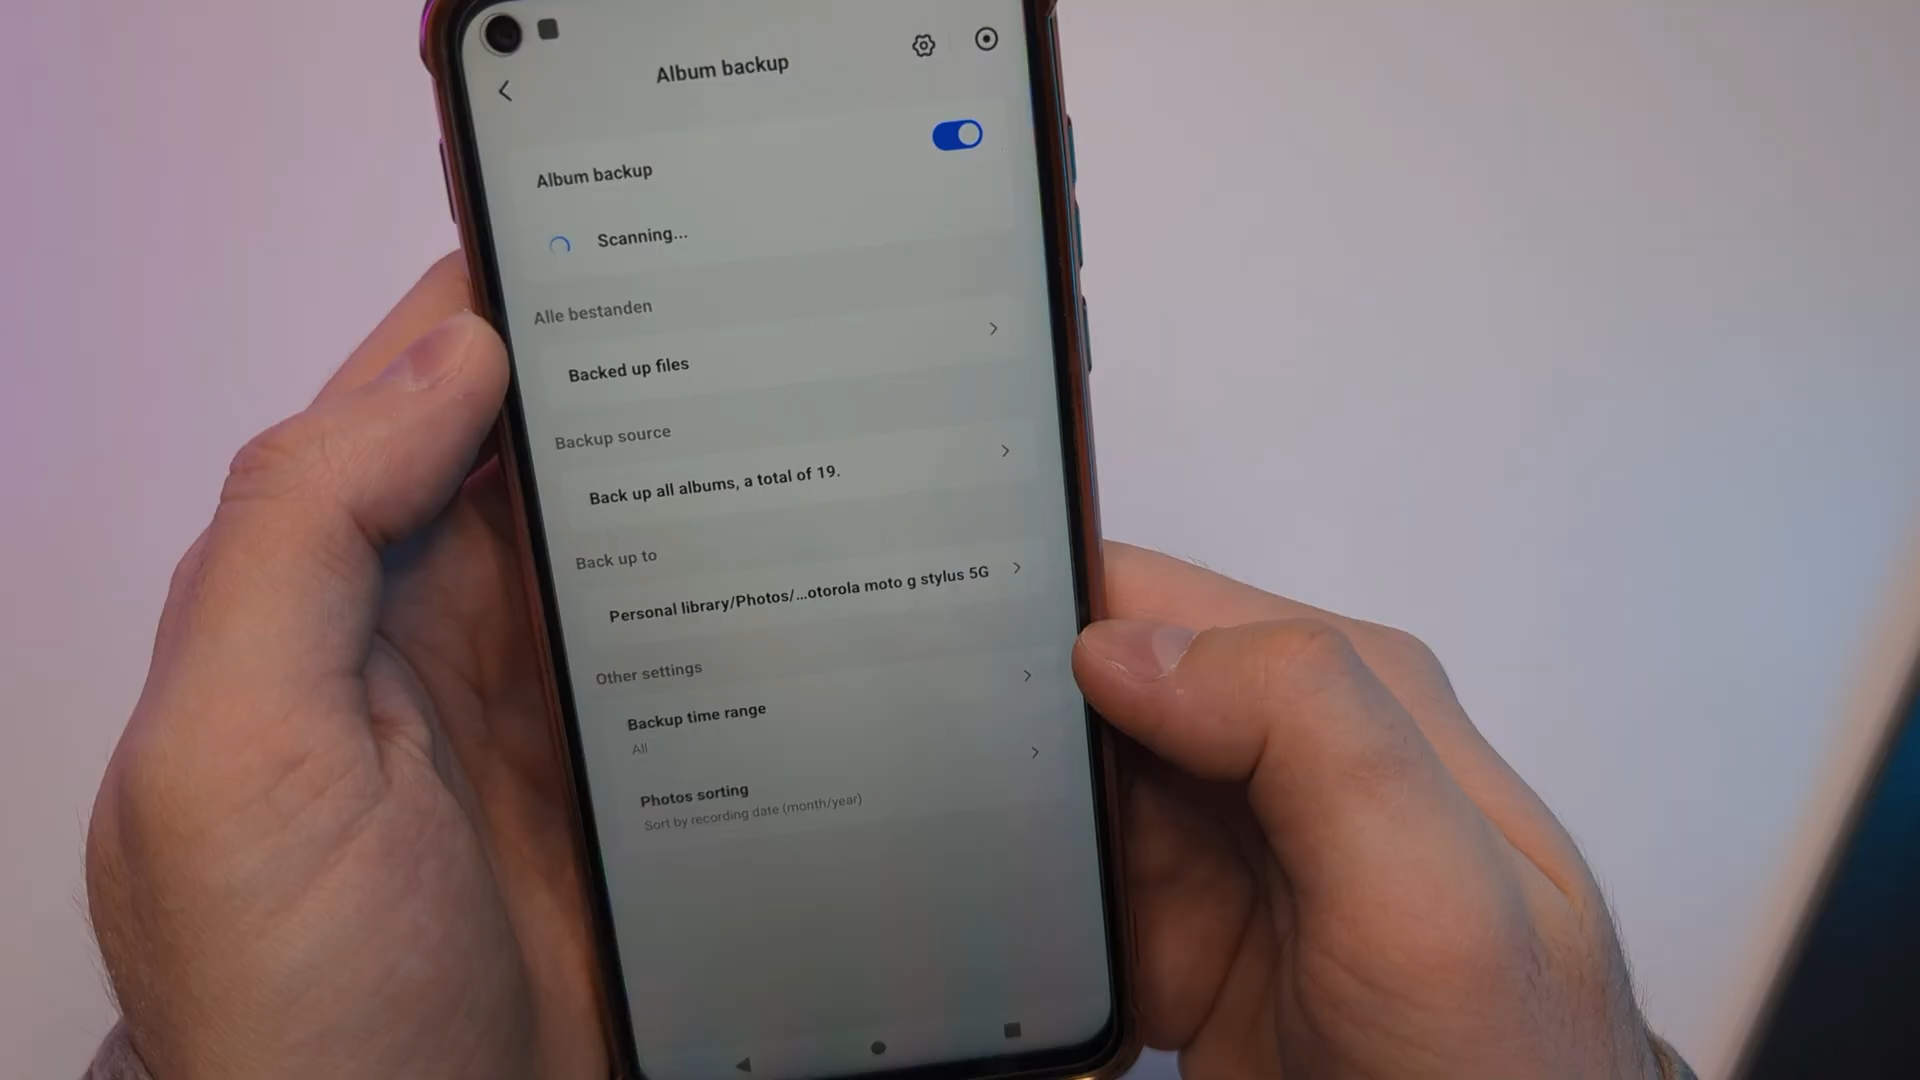 Album backup
Album backup
Scanning...
Alle bestanden
Backed up files
Backup source
Back up all albums, a total of 19.
Back up to
Personal library/Photos/...otorola moto g stylus 5G
Other settings
Backup time range
All
Photos sorting
Sort by recording date (month/year)